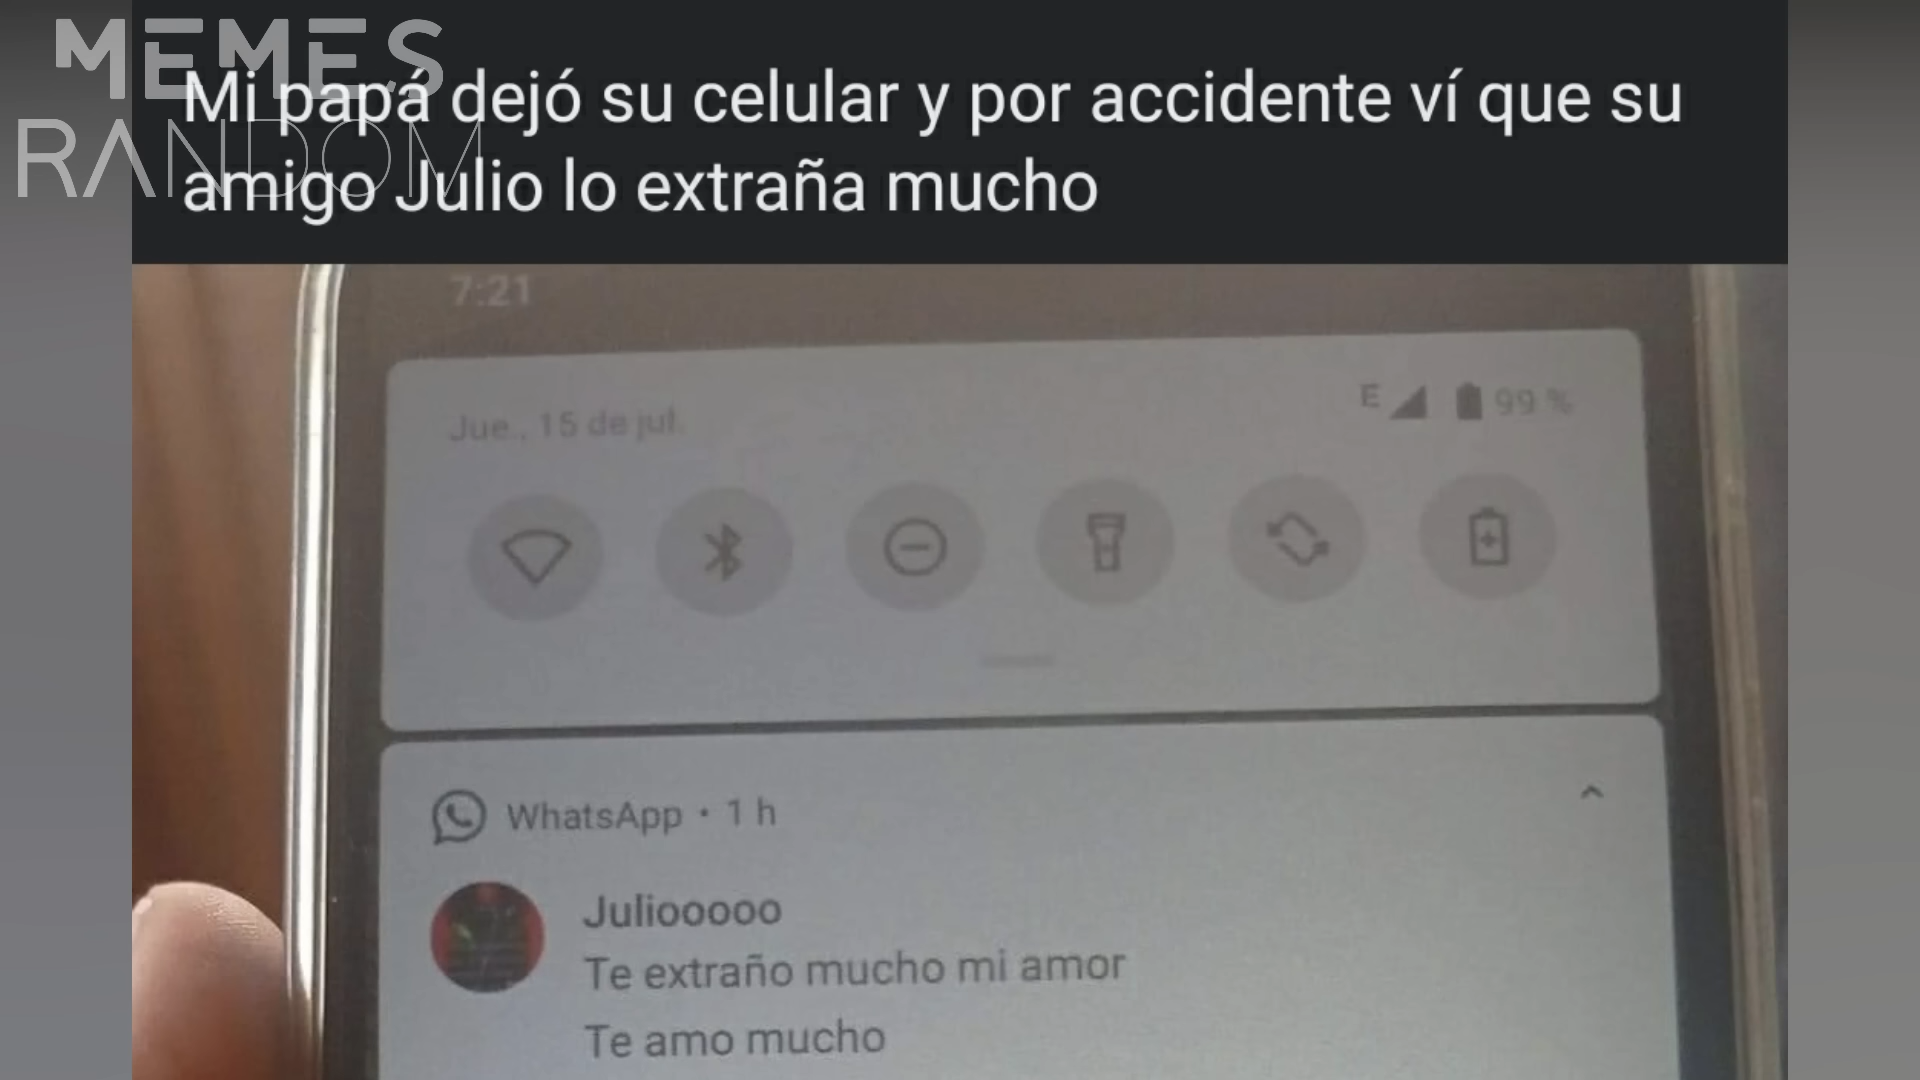 MEMES
RANDOM
Mi papá dejó su celular y por accidente ví que su
amigo Julio lo extraña mucho
7:21
Jue., 15 de jul.
E 99 %
WhatsApp • 1 h
Juliooooo
Te extraño mucho mi amor
Te amo mucho